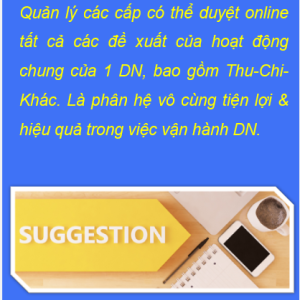 Quản lý các cấp có thể duyệt online
tất cả các đề xuất của hoạt động
chung của 1 DN, bao gồm Thu-Chi-
Khác. Là phân hệ vô cùng tiện lợi &
hiệu quả trong việc vận hành DN.
SUGGESTION